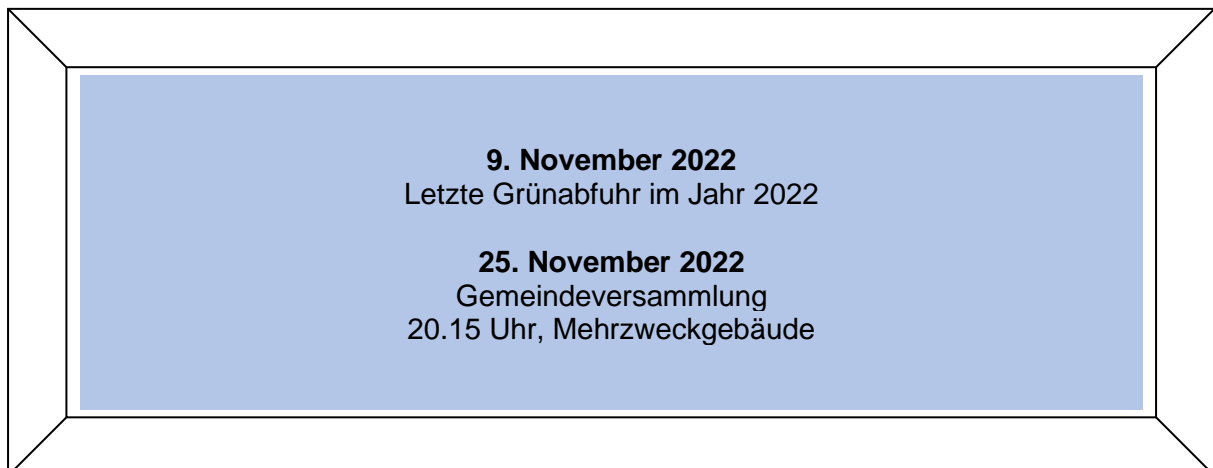 9. November 2022
Letzte Grünabfuhr im Jahr 2022
25. November 2022
Gemeindeversammlung
20.15 Uhr, Mehrzweckgebäude